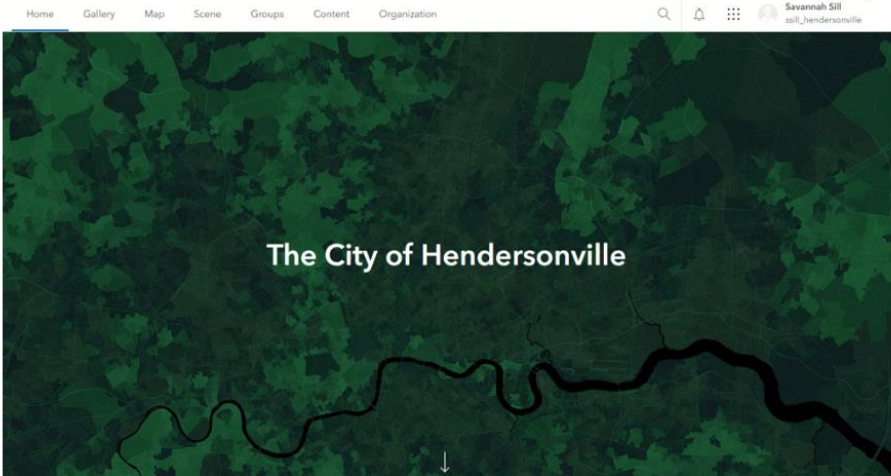 Home Gallery Map Scene Groups Content Organization Savannah Sill
ssill_hendersonville
The City of Hendersonville